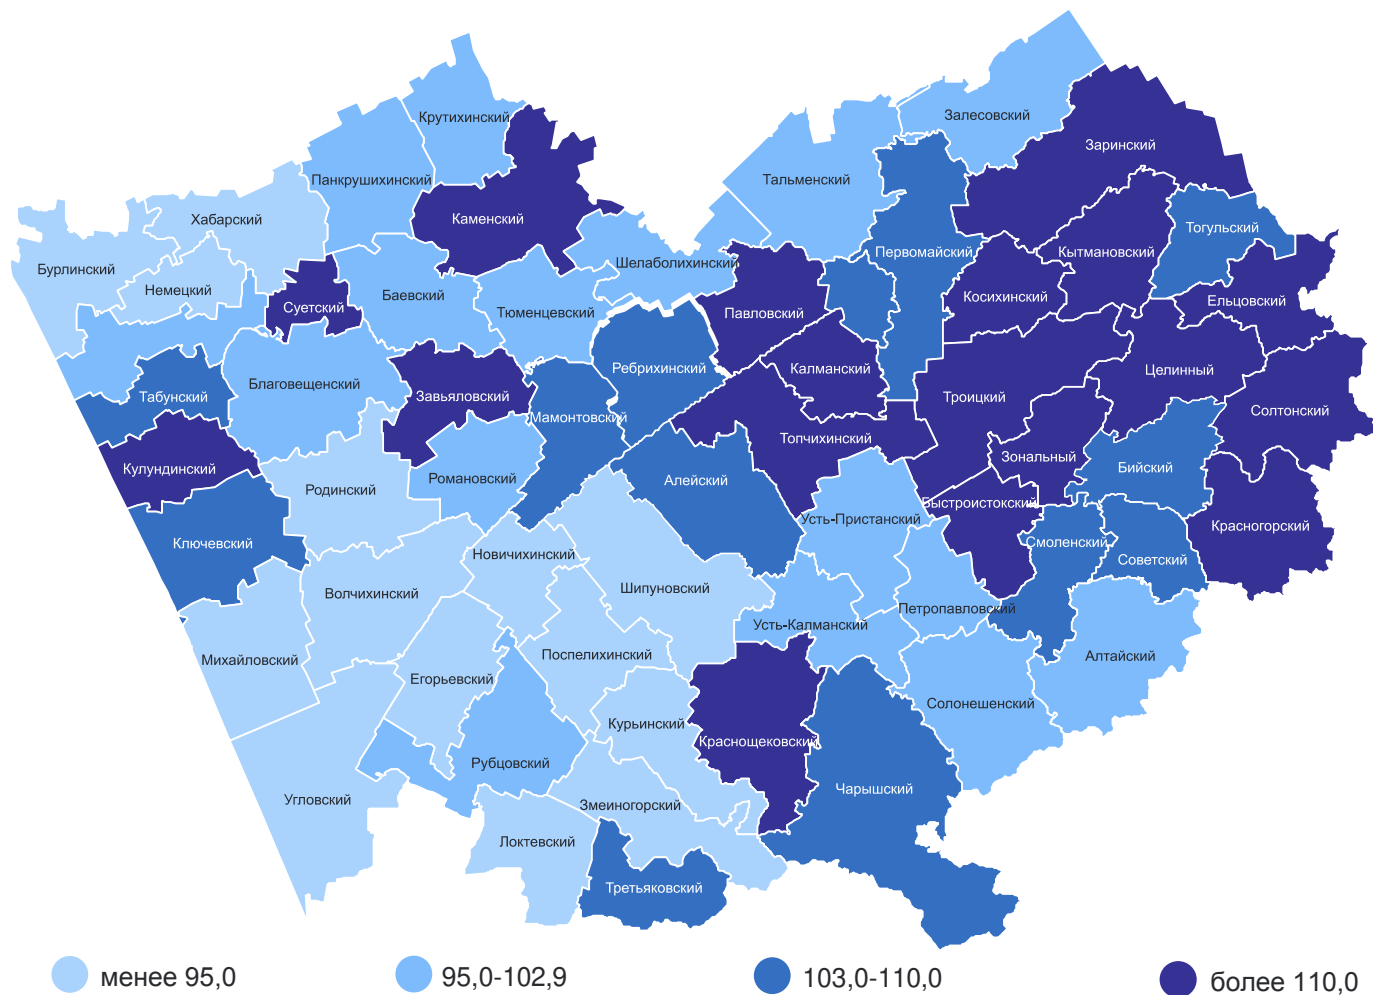 Крутихинский
Залесовский
Заринский
Панкрушихинский
Тальменский
Хабарский
Каменский
Тогульский
Первомайский
Кытмановский
Шелаболихинский
Бурлинский
Немецкий
Баевский
Косихинский
Суетский
Ельцовский
Тюменцевский
Павловский
Ребрихинский
Калманский
Целинный
Благовещенский
Табунский
Завьяловский
Троицкий
Солтонский
Мамонтовский
Топчихинский
Зональный
Кулундинский
Бийский
Романовский
Алейский
Родинский
Быстроистокский
Усть-Пристанский
Красногорский
Ключевский
Смоленский
Новичихинский
Советский
Шипуновский
Волчихинский
Петропавловский
Усть-Калманский
Поспелихинский
Алтайский
Михайловский
Егорьевский
Солонешенский
Курьинский
Краснощековский
Рубцовский
Чарышский
Угловский
Змеиногорский
Локтевский
Третьяковский
менее 95,0
95,0-102,9
103,0-110,0
более 110,0